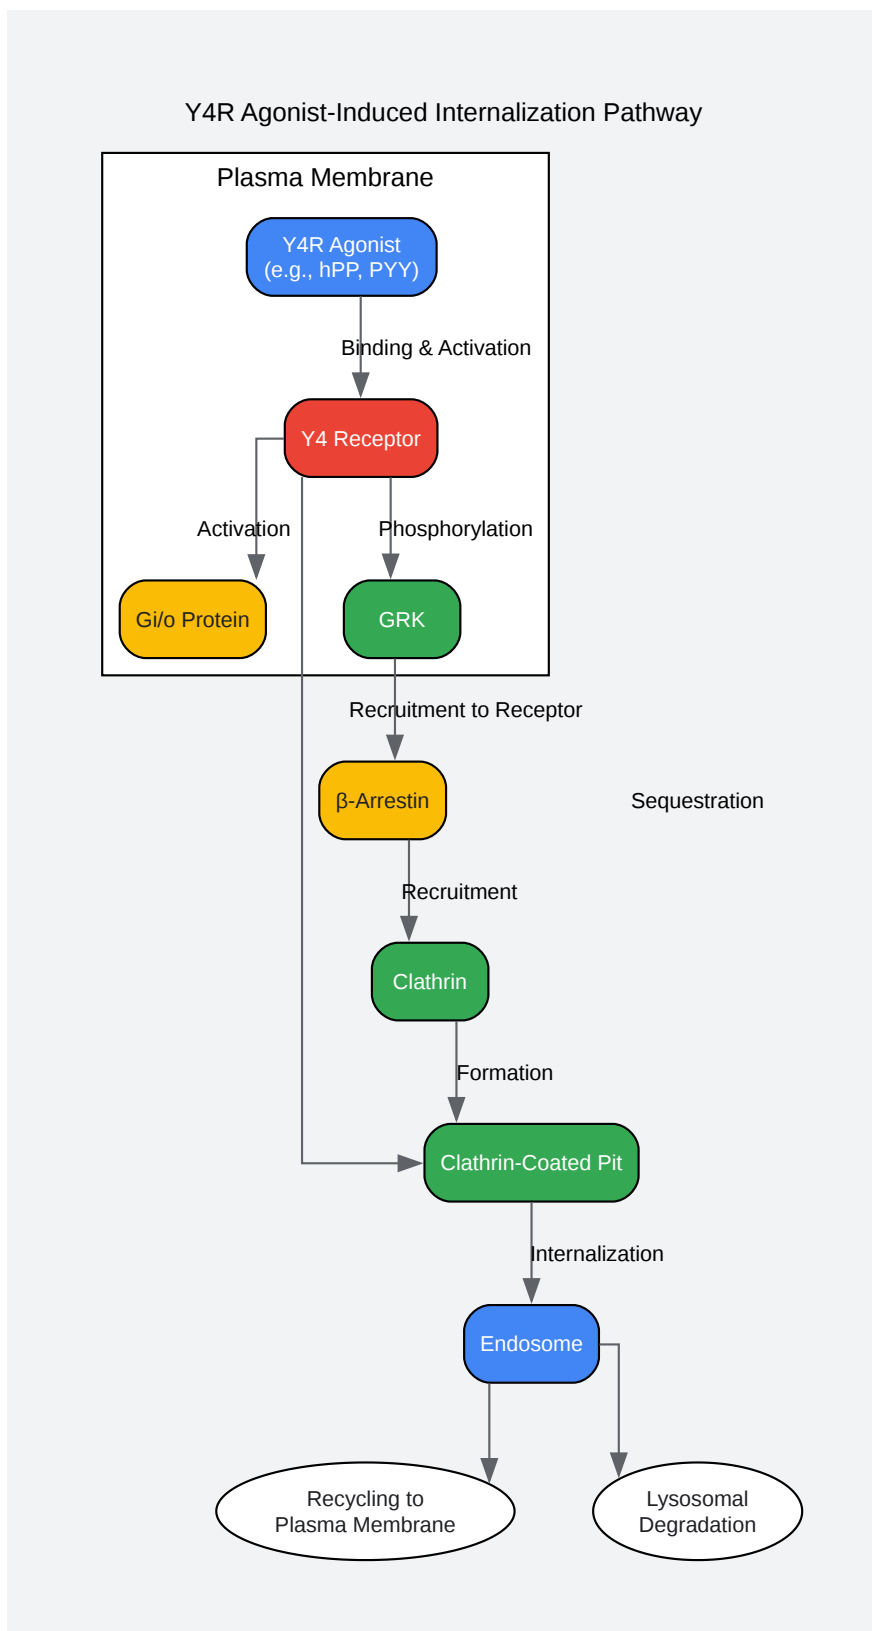 Y4R Agonist-Induced Internalization Pathway
Plasma Membrane
Y4R Agonist
(e.g., hPP, PYY)
Binding & Activation
Y4 Receptor
Activation
Phosphorylation
Gi/o Protein
GRK
Recruitment to Receptor
β-Arrestin
Sequestration
Recruitment
Clathrin
Formation
Clathrin-Coated Pit
Internalization
Endosome
Recycling to
Plasma Membrane
Lysosomal
Degradation